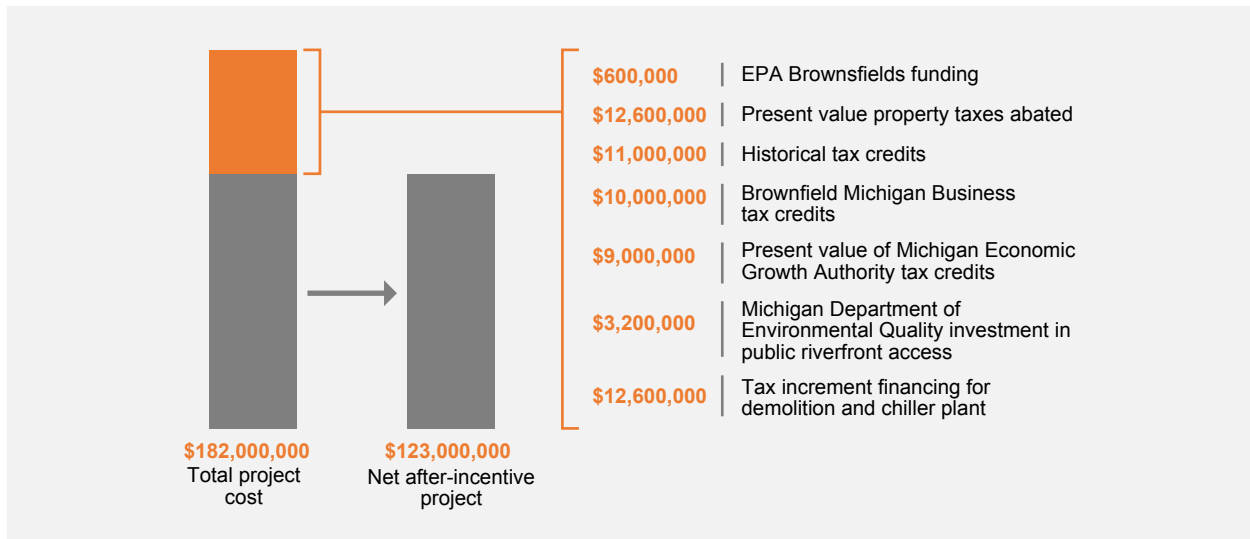 $600,000
EPA Brownsfields funding
$12,600,000
Present value property taxes abated
$11,000,000
Historical tax credits
$10,000,000
Brownfield Michigan Business
tax credits
$9,000,000
Present value of Michigan Economic
Growth Authority tax credits
$3,200,000
Michigan Department of
Environmental Quality investment in
public riverfront access
$12,600,000
Tax increment financing for
demolition and chiller plant
$182,000,000
Total project
cost
$123,000,000
Net after-incentive
project